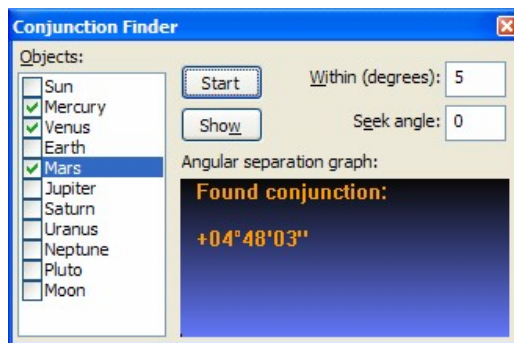 Conjunction Finder
Objects:
Sun
Mercury
Venus
Earth
Mars
Jupiter
Saturn
Uranus
Neptune
Pluto
Moon
Start
Show
Within (degrees): 5
Seek angle: 0
Angular separation graph:
Found conjunction:
+04°48'03"